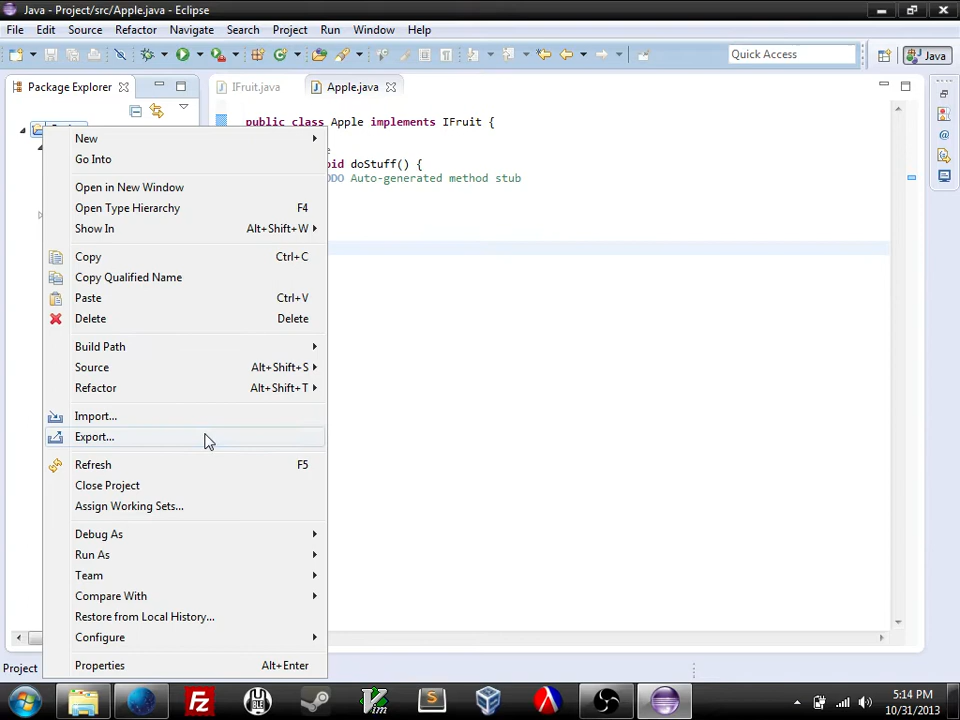 Java - Project/src/Apple.java - Eclipse
File Edit Source Refactor Navigate Search Project Run Window Help
Quick Access
Java
Package Explorer
IFruit.java
Apple.java
public class Apple implements IFruit {
doStuff() {
TODO Auto-generated method stub
New
Go Into
Open in New Window
Open Type Hierarchy F4
Show In Alt+Shift+W
Copy Ctrl+C
Copy Qualified Name
Paste Ctrl+V
Delete Delete
Build Path
Source Alt+Shift+S
Refactor Alt+Shift+T
Import...
Export...
Refresh F5
Close Project
Assign Working Sets...
Debug As
Run As
Team
Compare With
Restore from Local History...
Configure
Properties Alt+Enter
Project
5:14 PM
10/31/2013